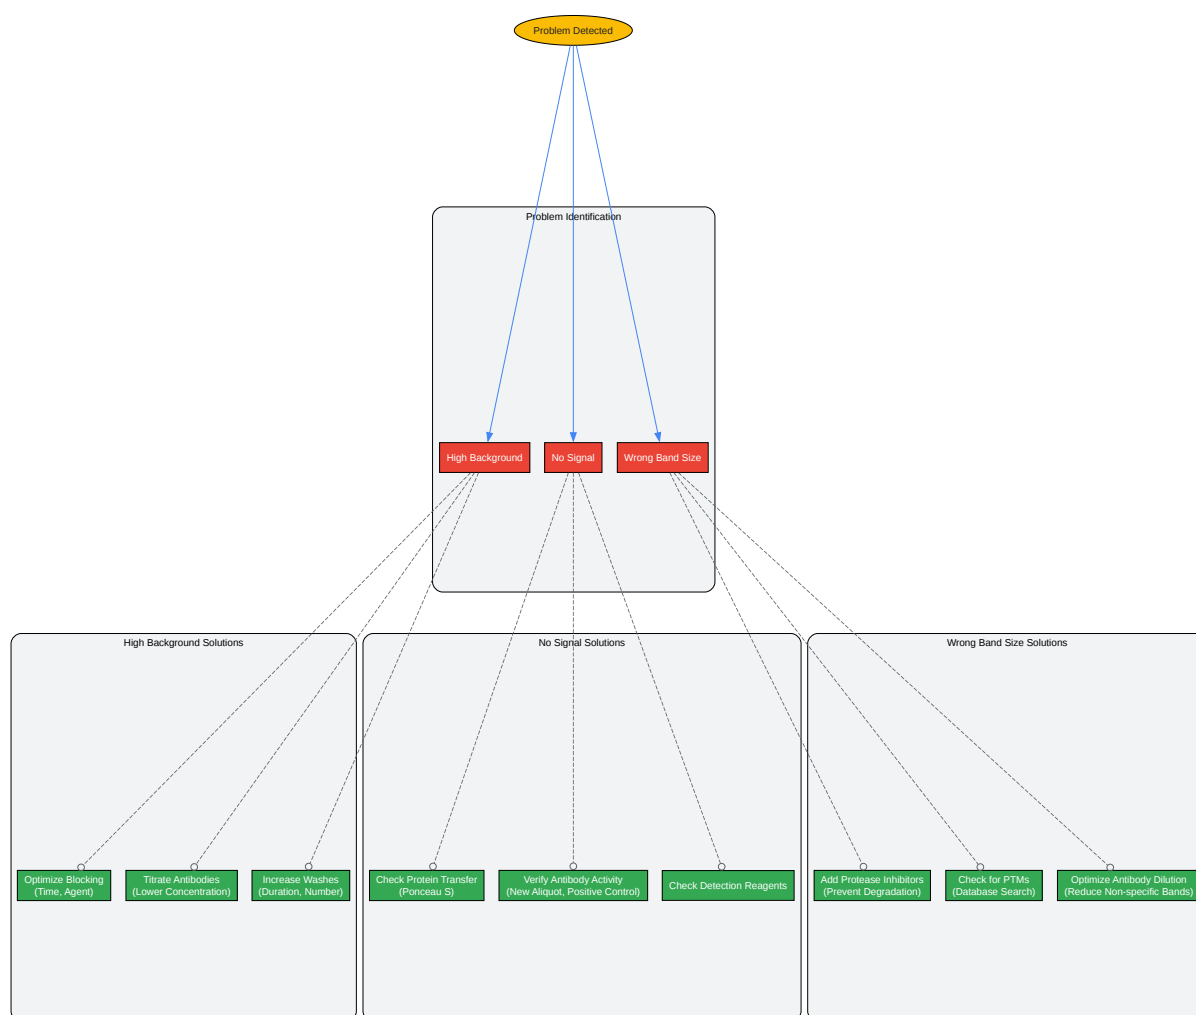 Problem Detected
Problem Identification
High Background
No Signal
Wrong Band Size
High Background Solutions
No Signal Solutions
Wrong Band Size Solutions
Optimize Blocking
(Time, Agent)
Titrate Antibodies
(Lower Concentration)
Increase Washes
(Duration, Number)
Check Protein Transfer
(Ponceau S)
Verify Antibody Activity
(New Aliquot, Positive Control)
Check Detection Reagents
Add Protease Inhibitors
(Prevent Degradation)
Check for PTMs
(Database Search)
Optimize Antibody Dilution
(Reduce Non-specific Bands)